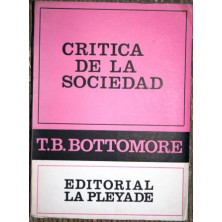 CRITICA
DE LA
SOCIEDAD
T.B. BOTTOMORE
EDITORIAL
LA PLEYADE